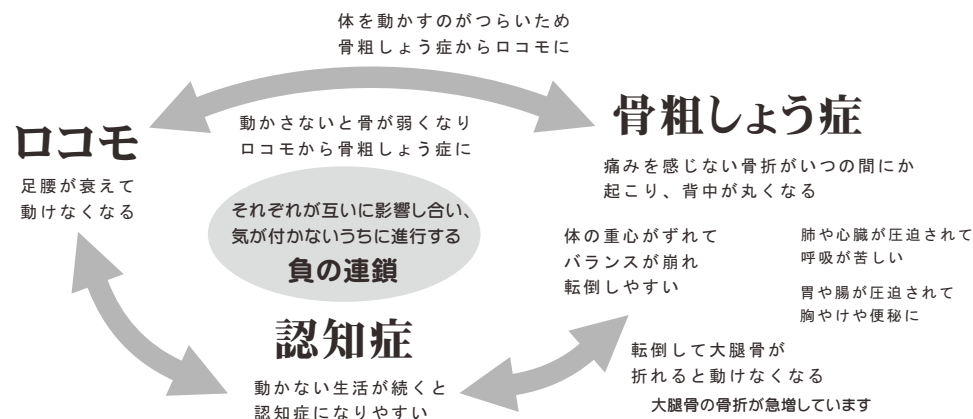 体を動かすのがつらいため
骨粗しょう症からロコモに
動かさないと骨が弱くなり
ロコモから骨粗しょう症に
ロコモ
足腰が衰えて
動けなくなる
骨粗しょう症
痛みを感じない骨折がいつの間にか
起こり、背中が丸くなる
それぞれが互いに影響し合い、
気が付かないうちに進行する
負の連鎖
体の重心がずれて
バランスが崩れ
転倒しやすい
肺や心臓が圧迫されて
呼吸が苦しい
胃や腸が圧迫されて
胸やけや便秘に
認知症
動かない生活が続くと
認知症になりやすい
転倒して大腿骨が
折れると動けなくなる
大腿骨の骨折が急増しています